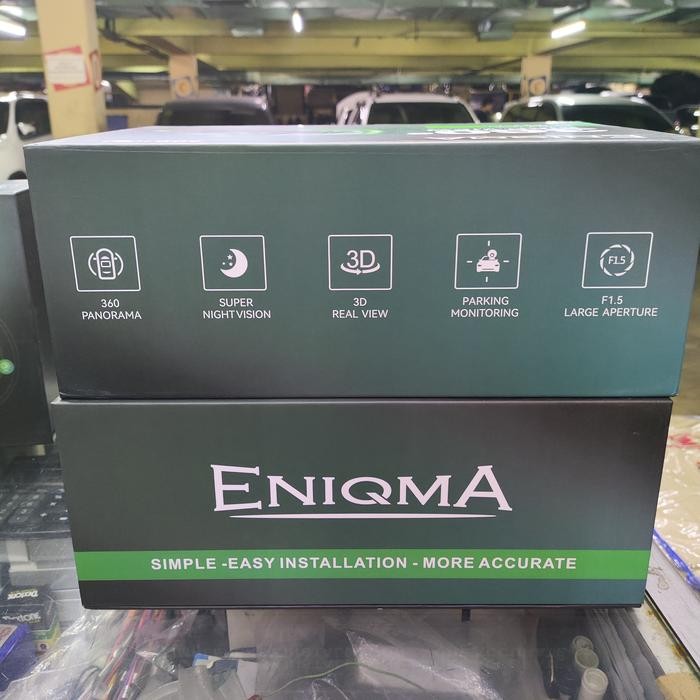 360
PANORAMA
SUPER
NIGHTVISION
3D
3D
REAL VIEW
PARKING
MONITORING
F1.5
F1.5
LARGE APERTURE
ENIQMA
SIMPLE -EASY INSTALLATION - MORE ACCURATE